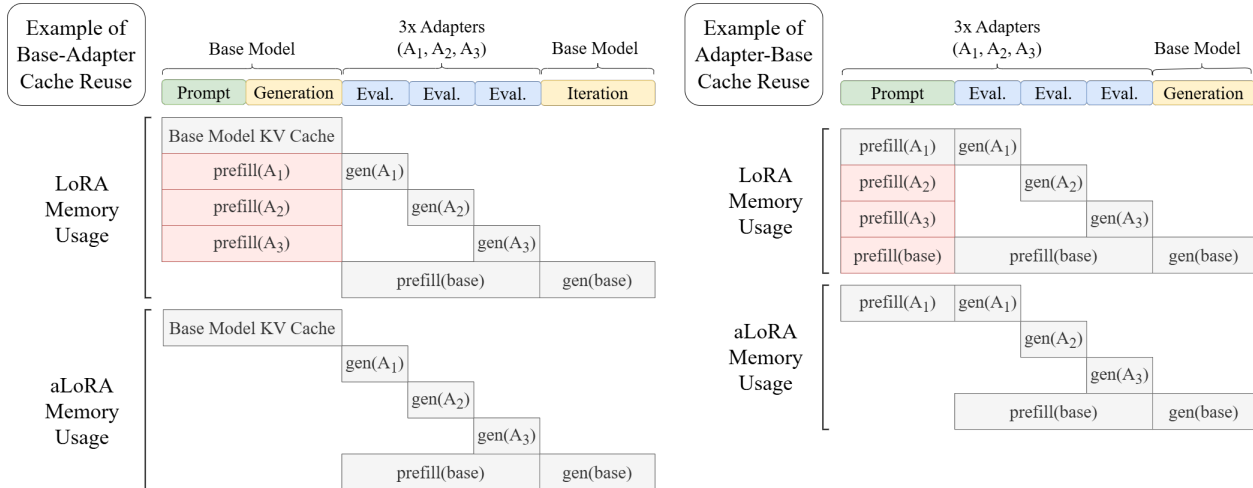 Example of
Base-Adapter
Cache Reuse
Base Model
3x Adapters
(A1, A2, A3)
Base Model
Prompt
Generation
Eval.
Eval.
Eval.
Iteration
LoRA
Memory
Usage
Base Model KV Cache
prefill(A1)
gen(A1)
prefill(A2)
gen(A2)
prefill(A3)
gen(A3)
prefill(base)
gen(base)
aLoRA
Memory
Usage
Base Model KV Cache
gen(A1)
gen(A2)
gen(A3)
prefill(base)
gen(base)
Example of
Adapter-Base
Cache Reuse
3x Adapters
(A1, A2, A3)
Base Model
Prompt
Eval.
Eval.
Eval.
Generation
LoRA
Memory
Usage
prefill(A1)
gen(A1)
prefill(A2)
gen(A2)
prefill(A3)
gen(A3)
prefill(base)
prefill(base)
gen(base)
aLoRA
Memory
Usage
prefill(A1)
gen(A1)
gen(A2)
gen(A3)
prefill(base)
gen(base)